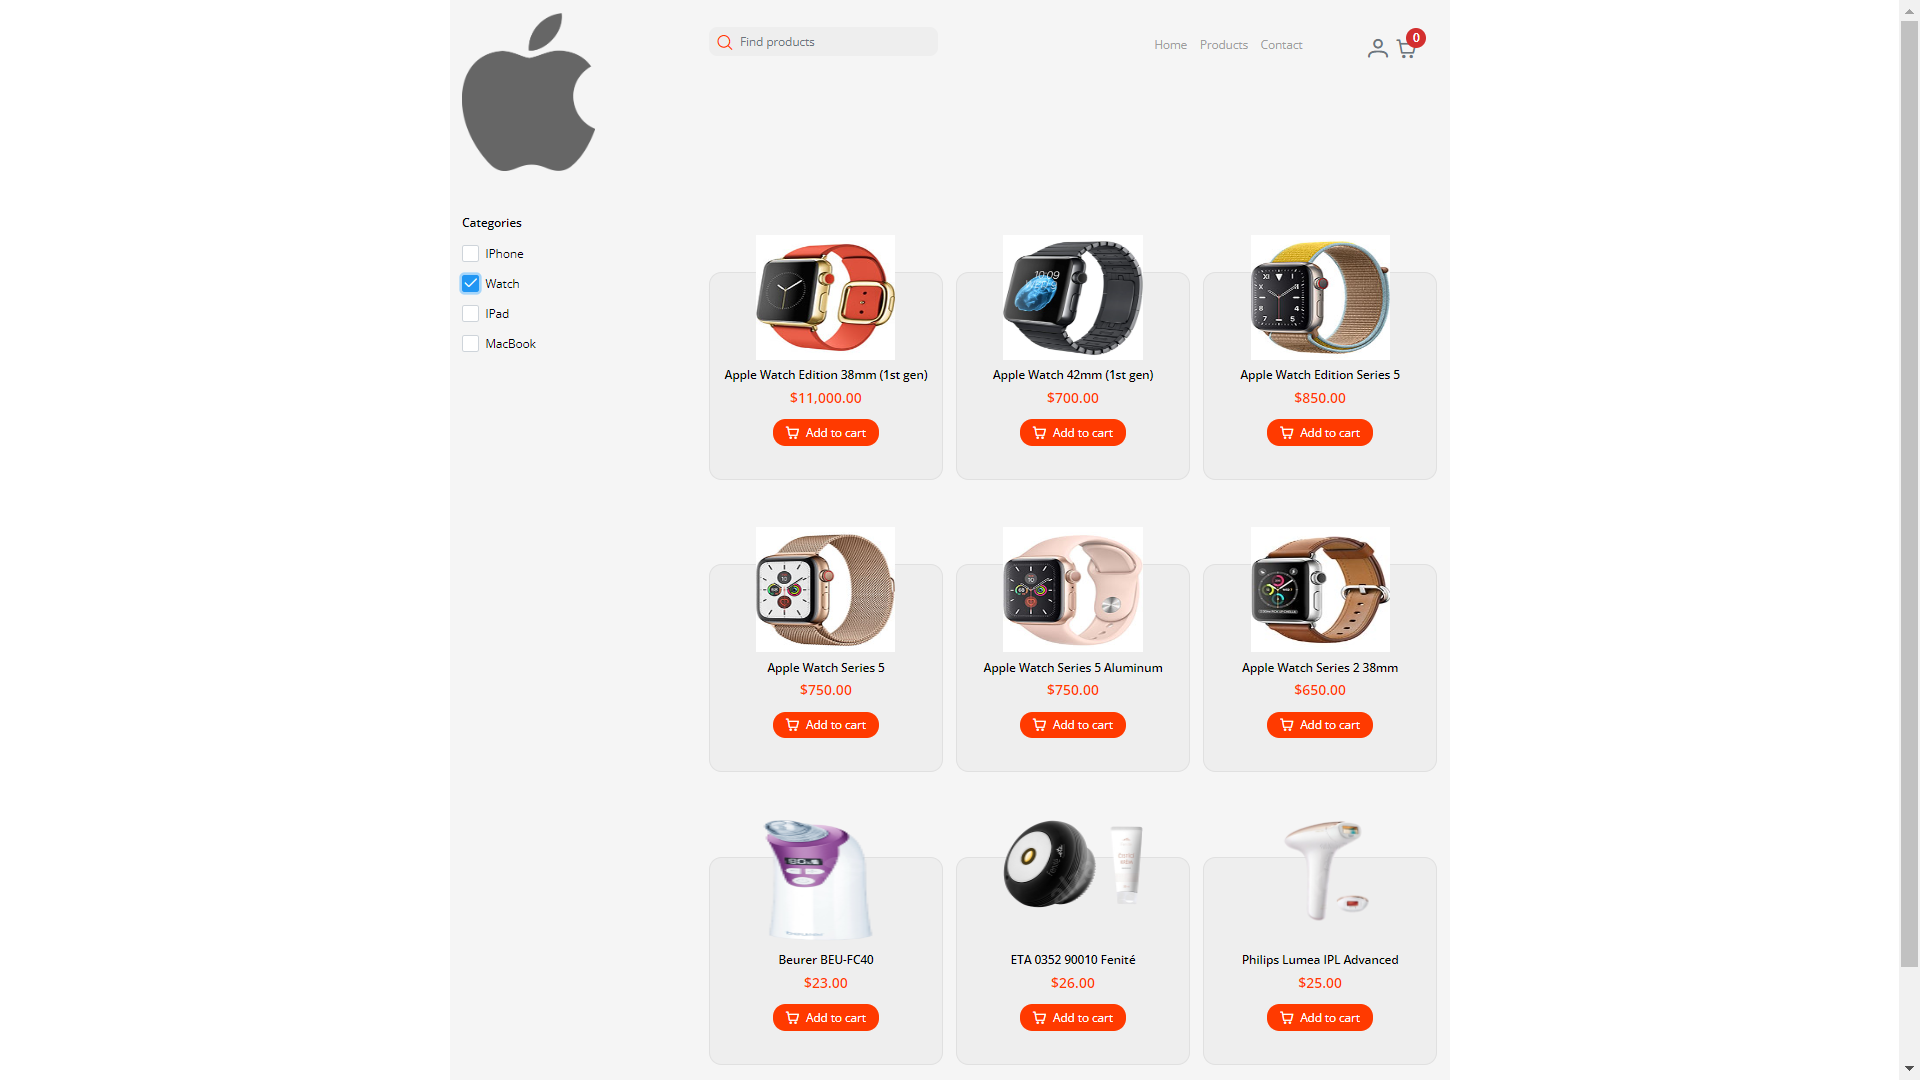 Find products
Home Products Contact
0
Categories
IPhone
Watch
IPad
MacBook
Apple Watch Edition 38mm (1st gen)
$11,000.00
Add to cart
Apple Watch 42mm (1st gen)
$700.00
Add to cart
Apple Watch Edition Series 5
$850.00
Add to cart
Apple Watch Series 5
$750.00
Add to cart
Apple Watch Series 5 Aluminum
$750.00
Add to cart
Apple Watch Series 2 38mm
$650.00
Add to cart
Beurer BEU-FC40
$23.00
Add to cart
ETA 0352 90010 Fenité
$26.00
Add to cart
Philips Lumea IPL Advanced
$25.00
Add to cart